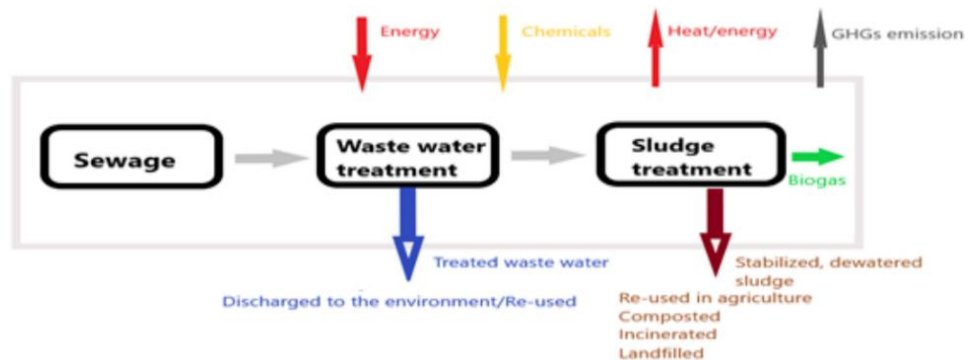 Energy
Chemicals
Heat/energy
GHGs emission
Sewage
Waste water
treatment
Sludge
treatment
Biogas
Treated waste water
Discharged to the environment/Re-used
Stabilized, dewatered
sludge
Re-used in agriculture
Composted
Incinerated
Landfilled